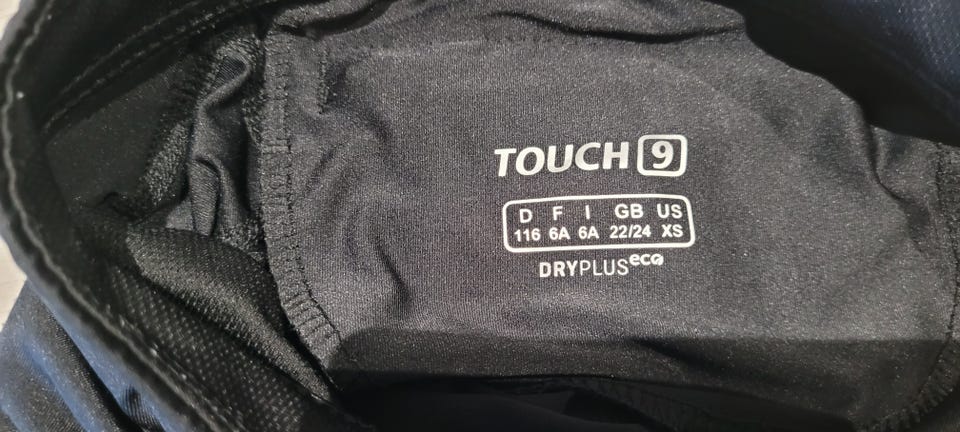 TOUCH 9
D F I GB US
116 6A 6A 22/24 XS
DRYPLUS eco